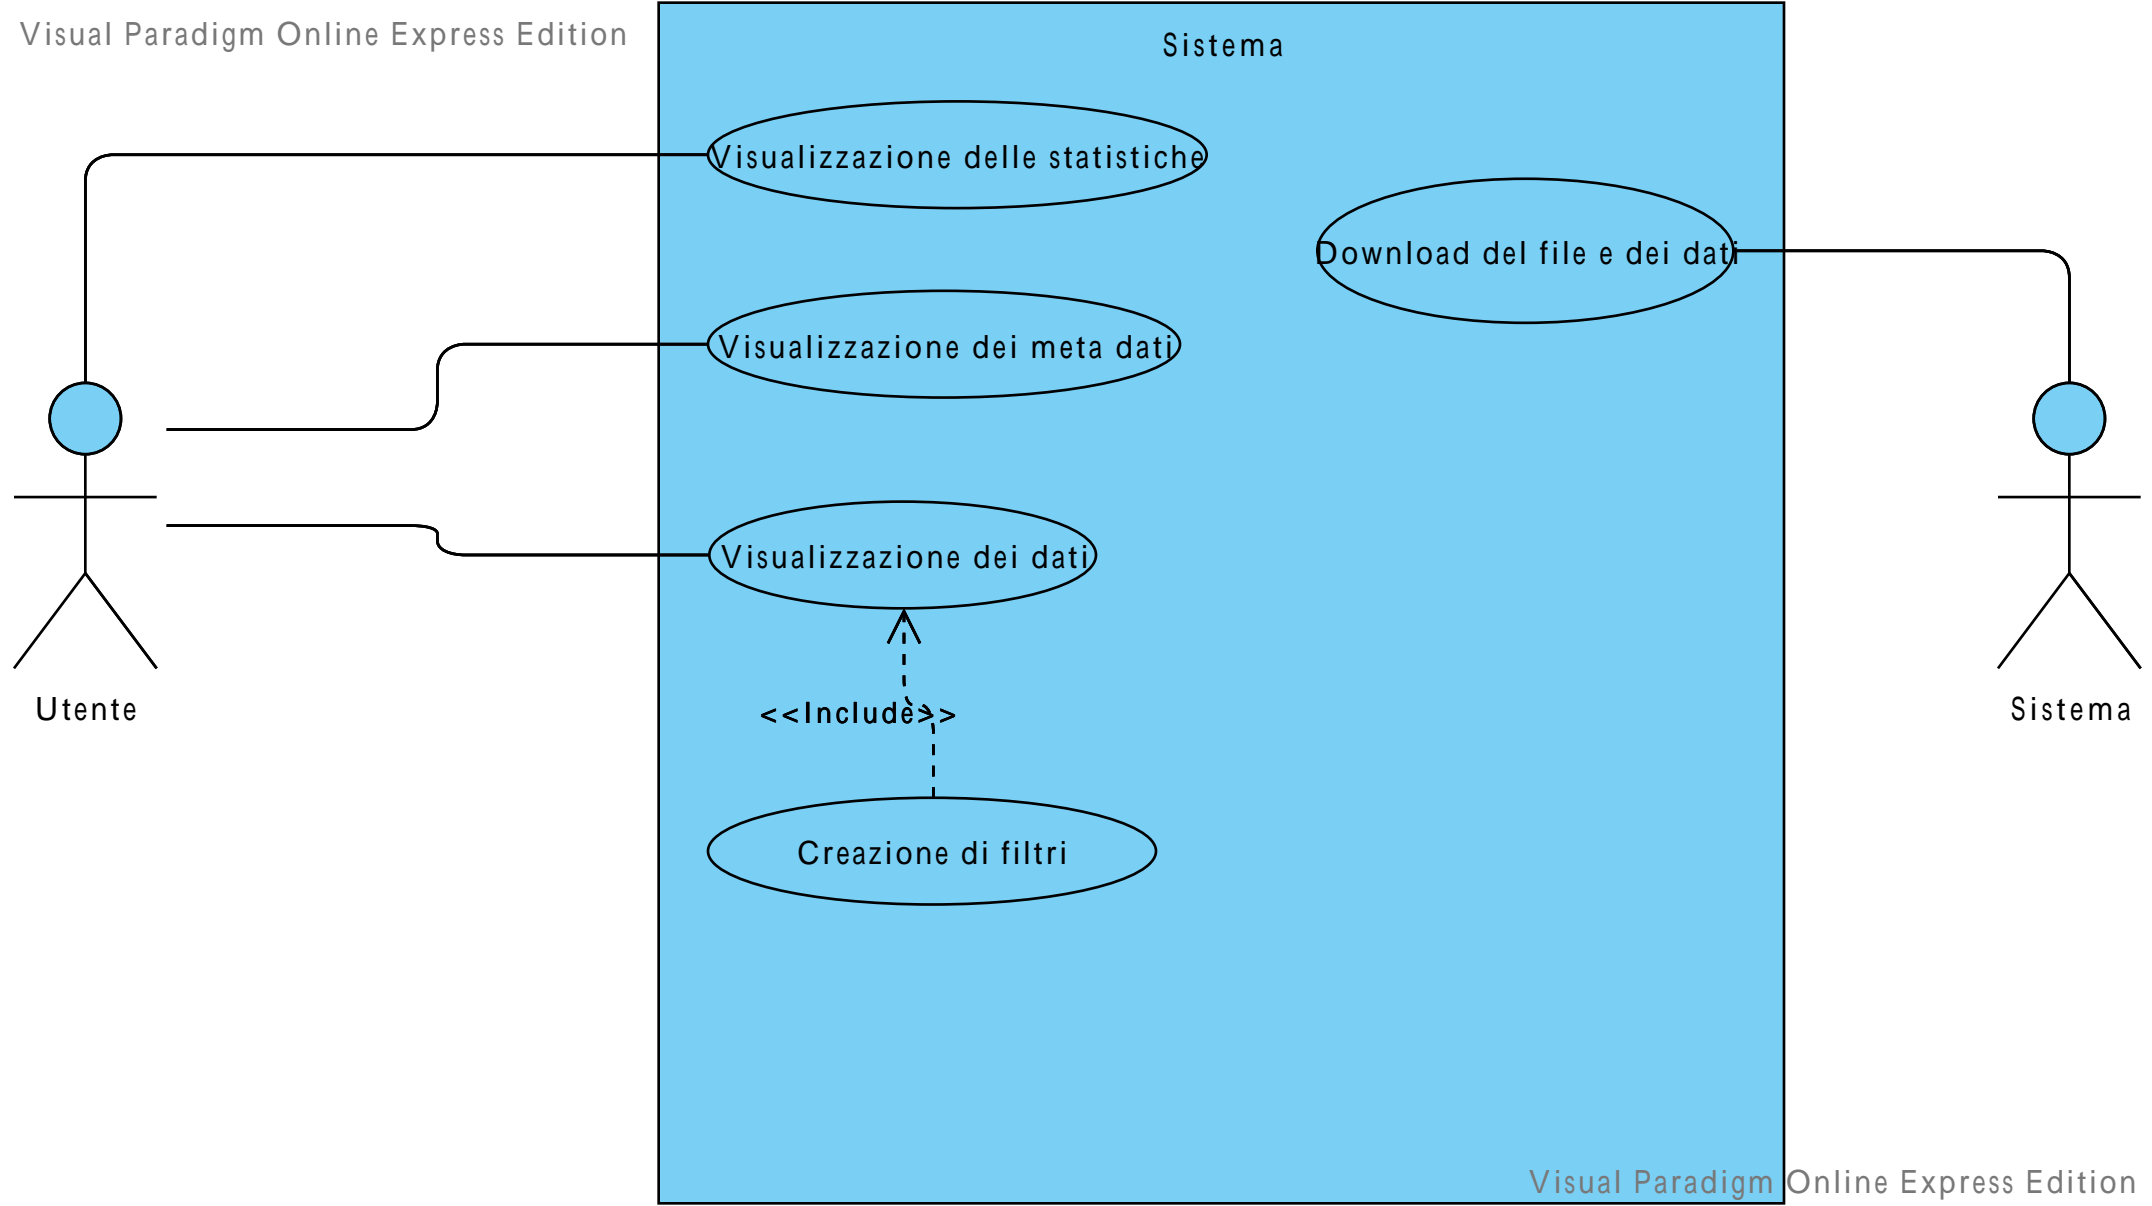 Visual Paradigm Online Express Edition
Sistema
Visualizzazione delle statistiche
Download del file e dei dati
Visualizzazione dei meta dati
Visualizzazione dei dati
<<Include>>
Utente
Sistema
Creazione di filtri
Visual Paradigm Online Express Edition